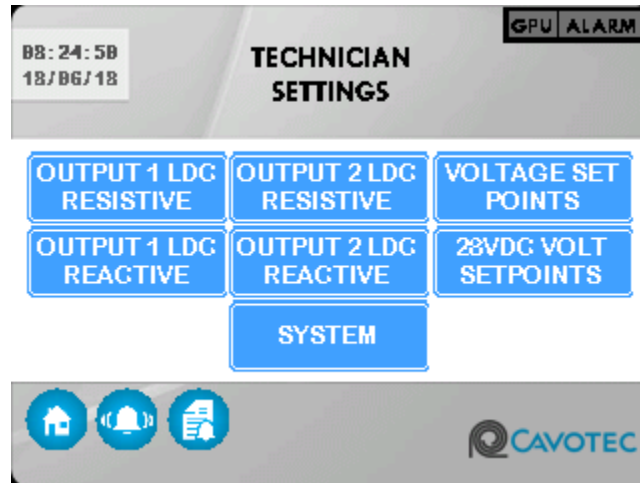 08:24:50
18/06/18
TECHNICIAN
SETTINGS
GPU ALARM
OUTPUT 1 LDC
RESISTIVE
OUTPUT 2 LDC
RESISTIVE
VOLTAGE SET
POINTS
OUTPUT 1 LDC
REACTIVE
OUTPUT 2 LDC
REACTIVE
28VDC VOLT
SETPOINTS
SYSTEM
CAVOTEC